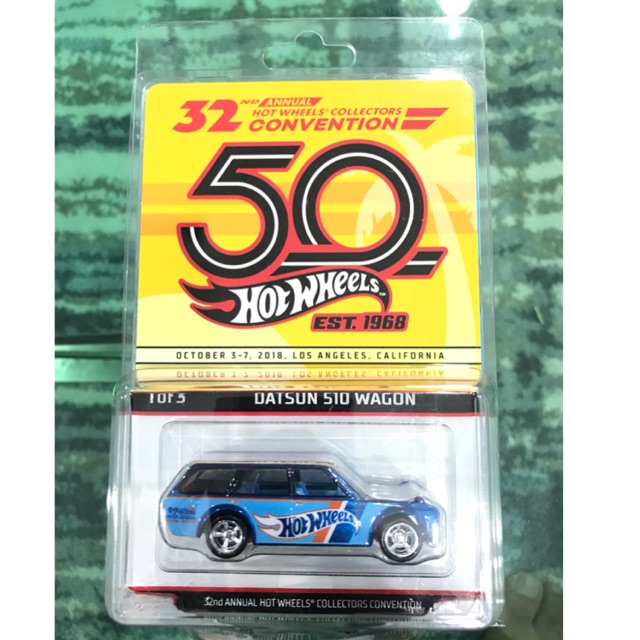 32ND ANNUAL
HOT WHEELS® COLLECTORS
CONVENTION
50
HOT WHEELS™
EST. 1968
OCTOBER 3-7, 2018, LOS ANGELES, CALIFORNIA
1 OF 5
DATSUN 510 WAGON
HOT WHEELS
32nd ANNUAL HOT WHEELS® COLLECTORS CONVENTION